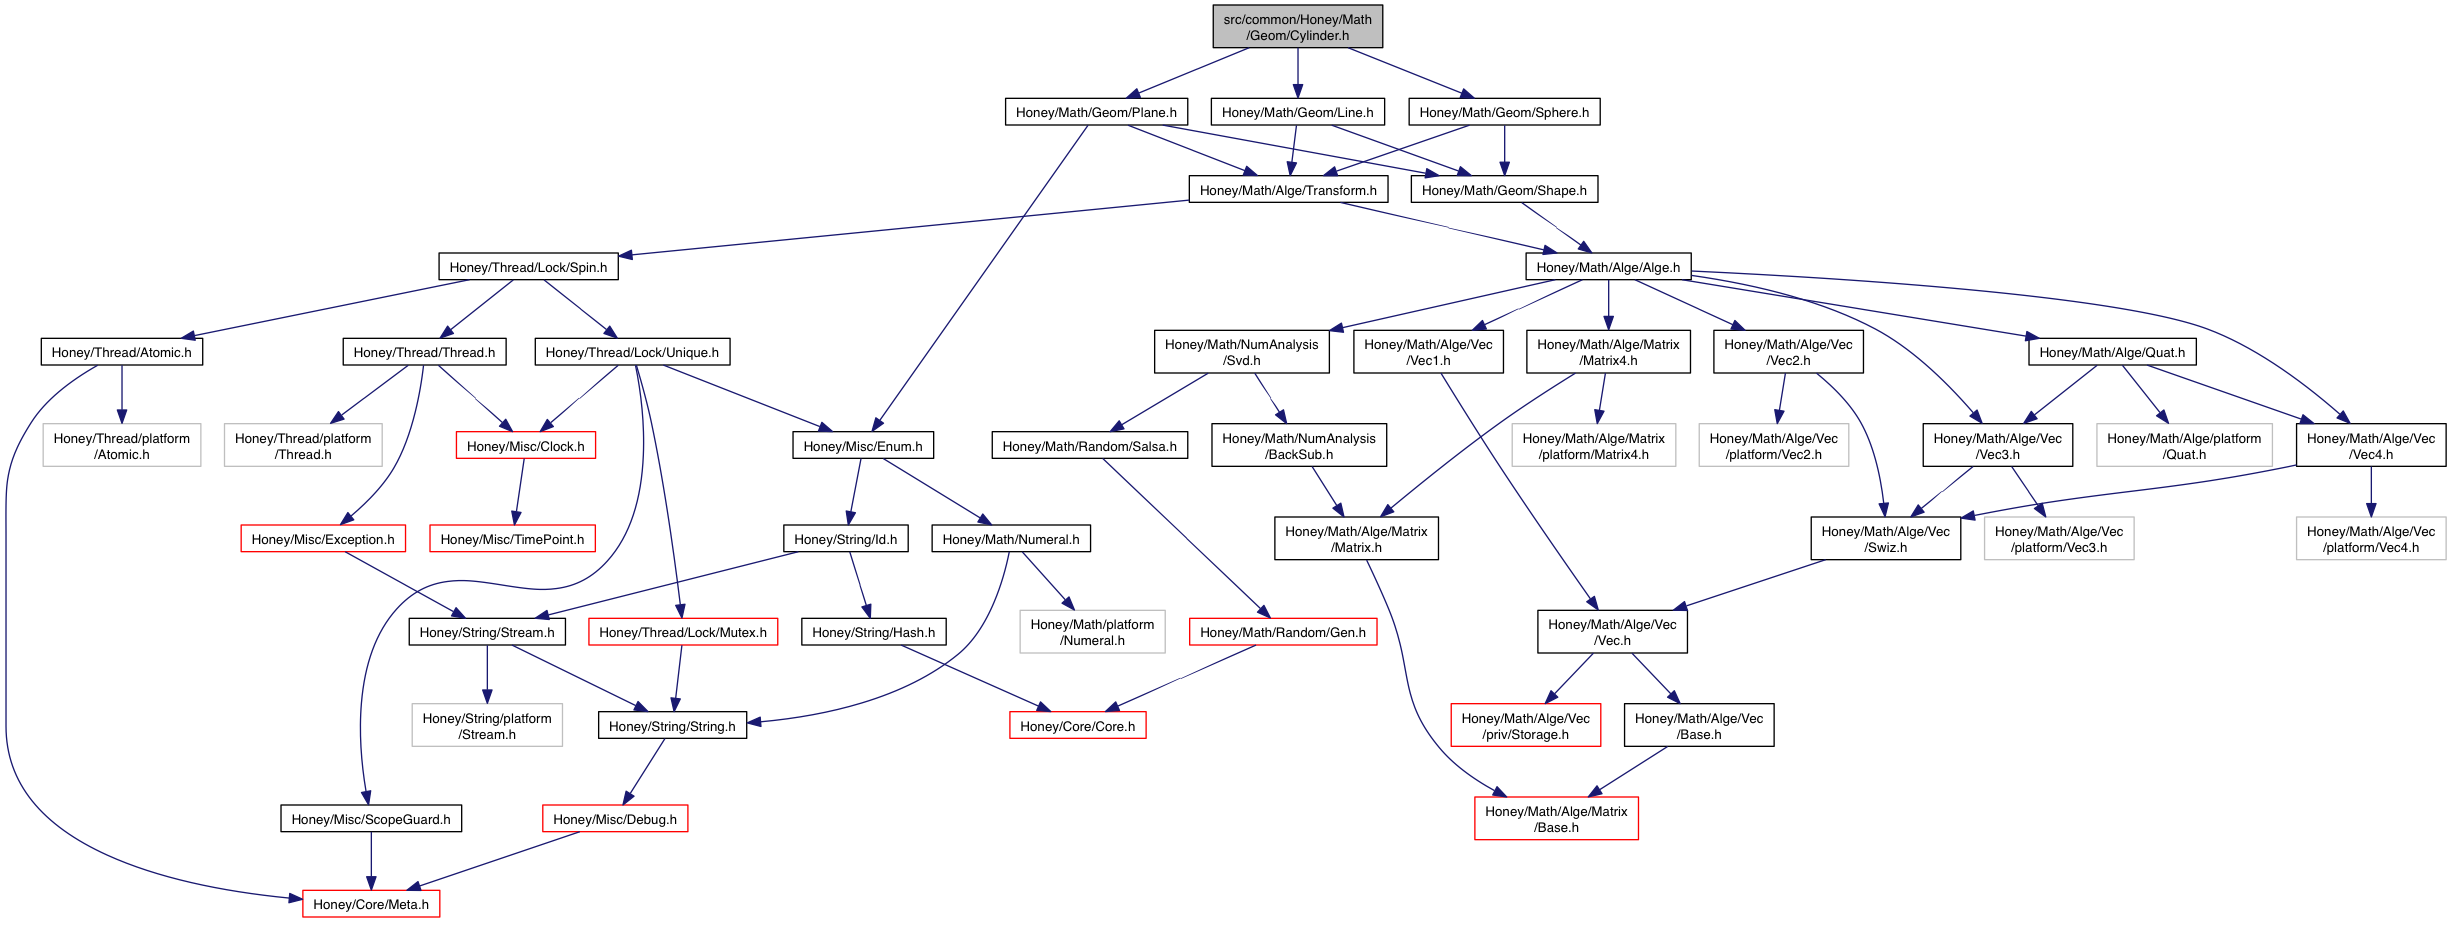 src/common/Honey/Math
/Geom/Cylinder.h
Honey/Math/Geom/Plane.h
Honey/Math/Geom/Line.h
Honey/Math/Geom/Sphere.h
Honey/Math/Alge/Transform.h
Honey/Math/Geom/Shape.h
Honey/Thread/Lock/Spin.h
Honey/Math/Alge/Alge.h
Honey/Thread/Atomic.h
Honey/Thread/Thread.h
Honey/Thread/Lock/Unique.h
Honey/Math/NumAnalysis
/Svd.h
Honey/Math/Alge/Vec
/Vec1.h
Honey/Math/Alge/Matrix
/Matrix4.h
Honey/Math/Alge/Vec
/Vec2.h
Honey/Math/Alge/Quat.h
Honey/Thread/platform
/Atomic.h
Honey/Thread/platform
/Thread.h
Honey/Misc/Clock.h
Honey/Misc/Enum.h
Honey/Math/Random/Salsa.h
Honey/Math/NumAnalysis
/BackSub.h
Honey/Math/Alge/Matrix
/platform/Matrix4.h
Honey/Math/Alge/Vec
/platform/Vec2.h
Honey/Math/Alge/Vec
/Vec3.h
Honey/Math/Alge/platform
/Quat.h
Honey/Math/Alge/Vec
/Vec4.h
Honey/Misc/Exception.h
Honey/Misc/TimePoint.h
Honey/String/Id.h
Honey/Math/Numeral.h
Honey/Math/Alge/Matrix
/Matrix.h
Honey/Math/Alge/Vec
/Swiz.h
Honey/Math/Alge/Vec
/platform/Vec3.h
Honey/Math/Alge/Vec
/platform/Vec4.h
Honey/String/Stream.h
Honey/Thread/Lock/Mutex.h
Honey/String/Hash.h
Honey/Math/platform
/Numeral.h
Honey/Math/Random/Gen.h
Honey/Math/Alge/Vec
/Vec.h
Honey/String/platform
/Stream.h
Honey/String/String.h
Honey/Core/Core.h
Honey/Math/Alge/Vec
/priv/Storage.h
Honey/Math/Alge/Vec
/Base.h
Honey/Misc/ScopeGuard.h
Honey/Misc/Debug.h
Honey/Math/Alge/Matrix
/Base.h
Honey/Core/Meta.h